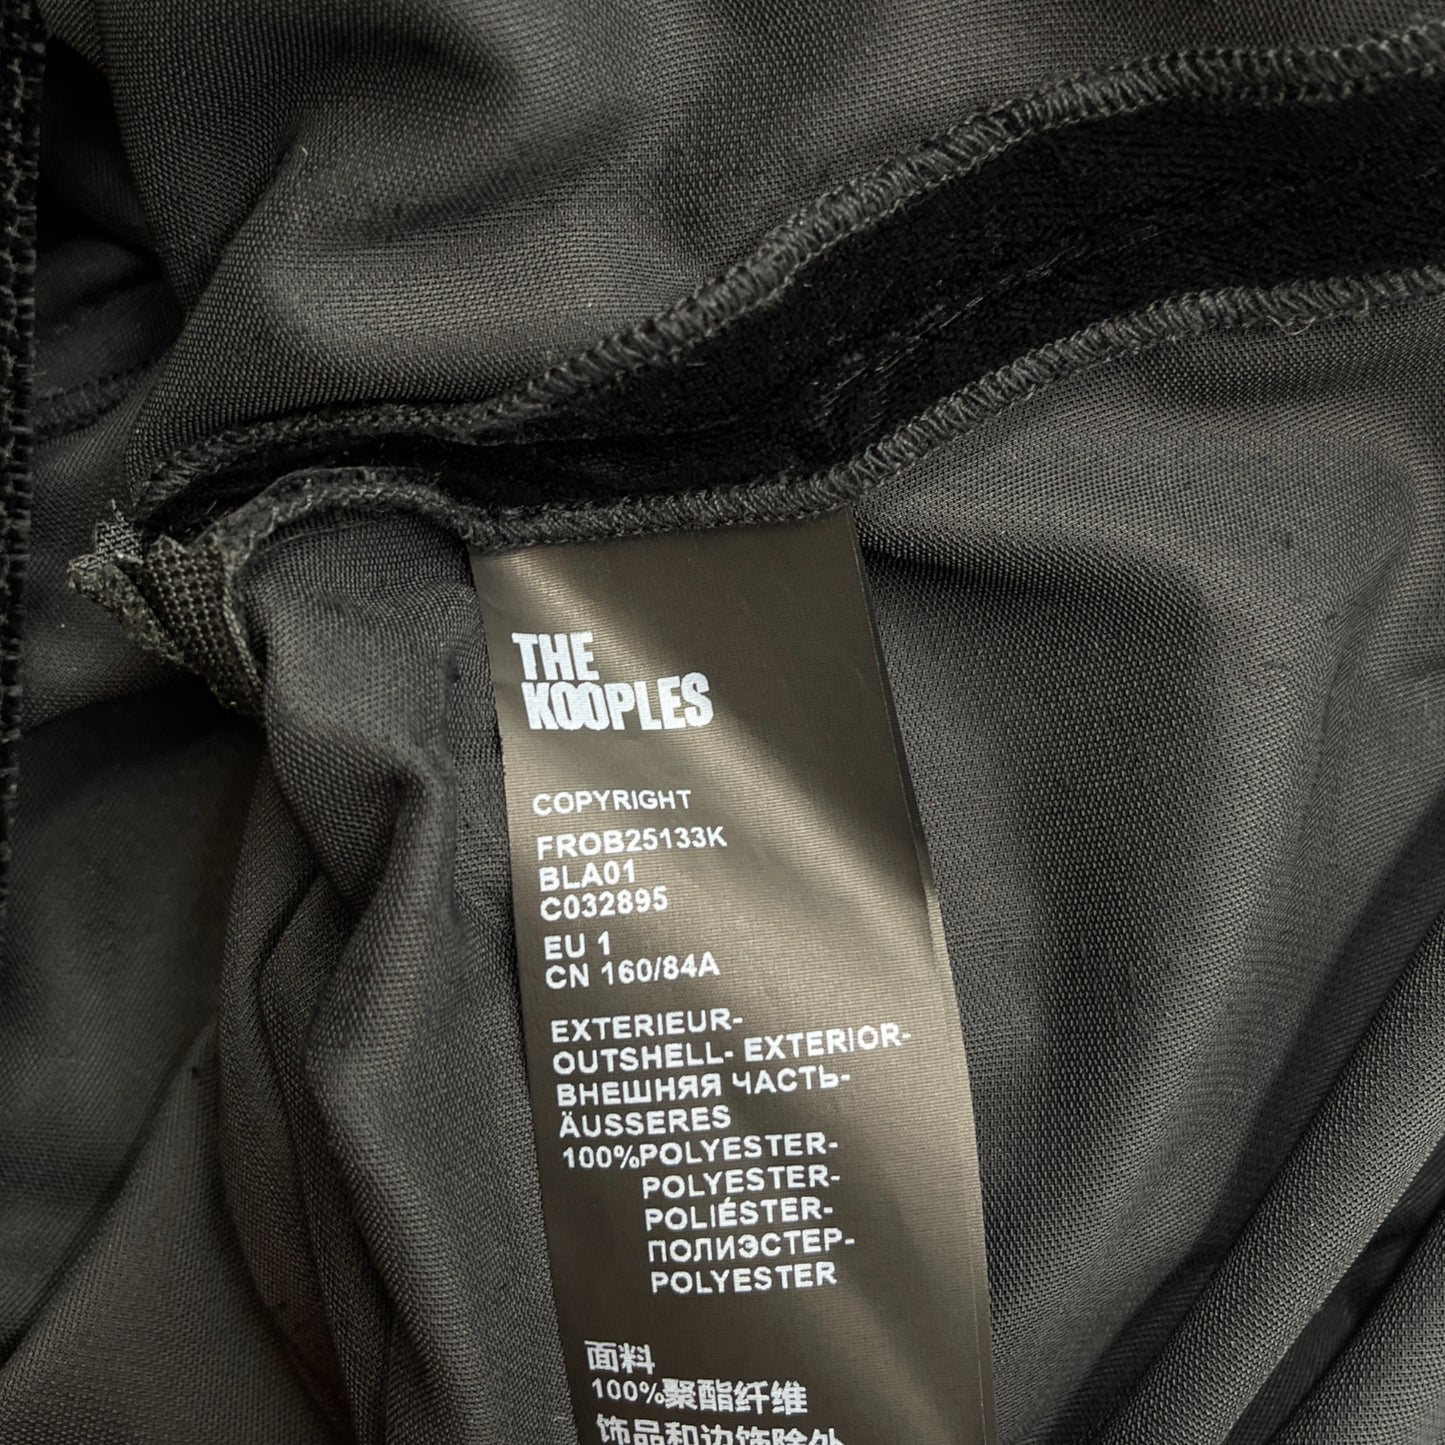 THE
KOOPLES
COPYRIGHT
FROB25133K
BLA01
C032895
EU 1
CN 160/84A
EXTERIEUR-
OUTSHELL- EXTERIOR-
ВНЕШНЯЯ ЧАСТЬ-
ÄUSSERES
100%POLYESTER-
POLYESTER-
POLIÉSTER-
ПОЛИЭСТЕР-
POLYESTER
面料
100%聚酯纤维
饰品和边饰除外